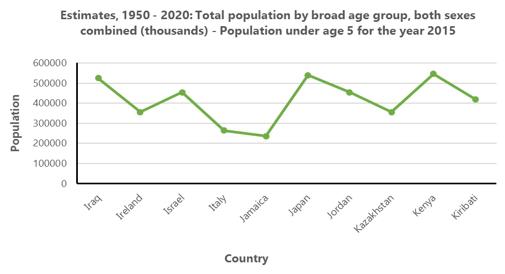 Estimates, 1950 - 2020: Total population by broad age group, both sexes
combined (thousands) - Population under age 5 for the year 2015
600000
500000
400000
300000
200000
100000
0
Population
Iraq
Ireland
Israel
Italy
Jamaica
Japan
Jordan
Kazakhstan
Kenya
Kiribati
Country